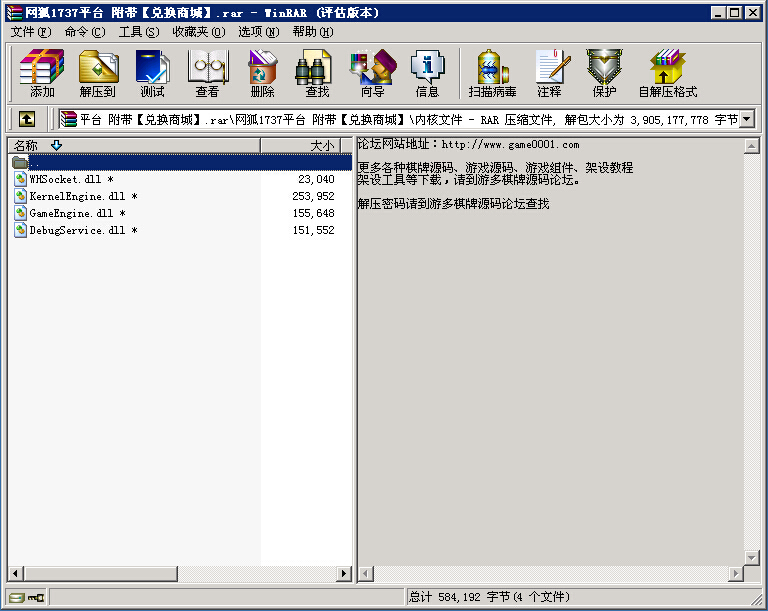 网狐1737平台 附带【兑换商城】.rar - WinRAR (评估版本)
文件(F) 命令(C) 工具(S) 收藏夹(O) 选项(N) 帮助(H)
添加 解压到 测试 查看 删除 查找 向导 信息 扫描病毒 注释 保护 自解压格式
平台 附带【兑换商城】.rar\网狐1737平台 附带【兑换商城】\内核文件 - RAR 压缩文件, 解包大小为 3,905,177,778 字节
名称 大小
..
WHSocket.dll * 23,040
KernelEngine.dll * 253,952
GameEngine.dll * 155,648
DebugService.dll * 151,552
论坛网站地址：http://www.game0001.com
更多各种棋牌源码、游戏源码、游戏组件、架设教程
架设工具等下载，请到游多棋牌源码论坛。
解压密码请到游多棋牌源码论坛查找
总计 584,192 字节(4 个文件)